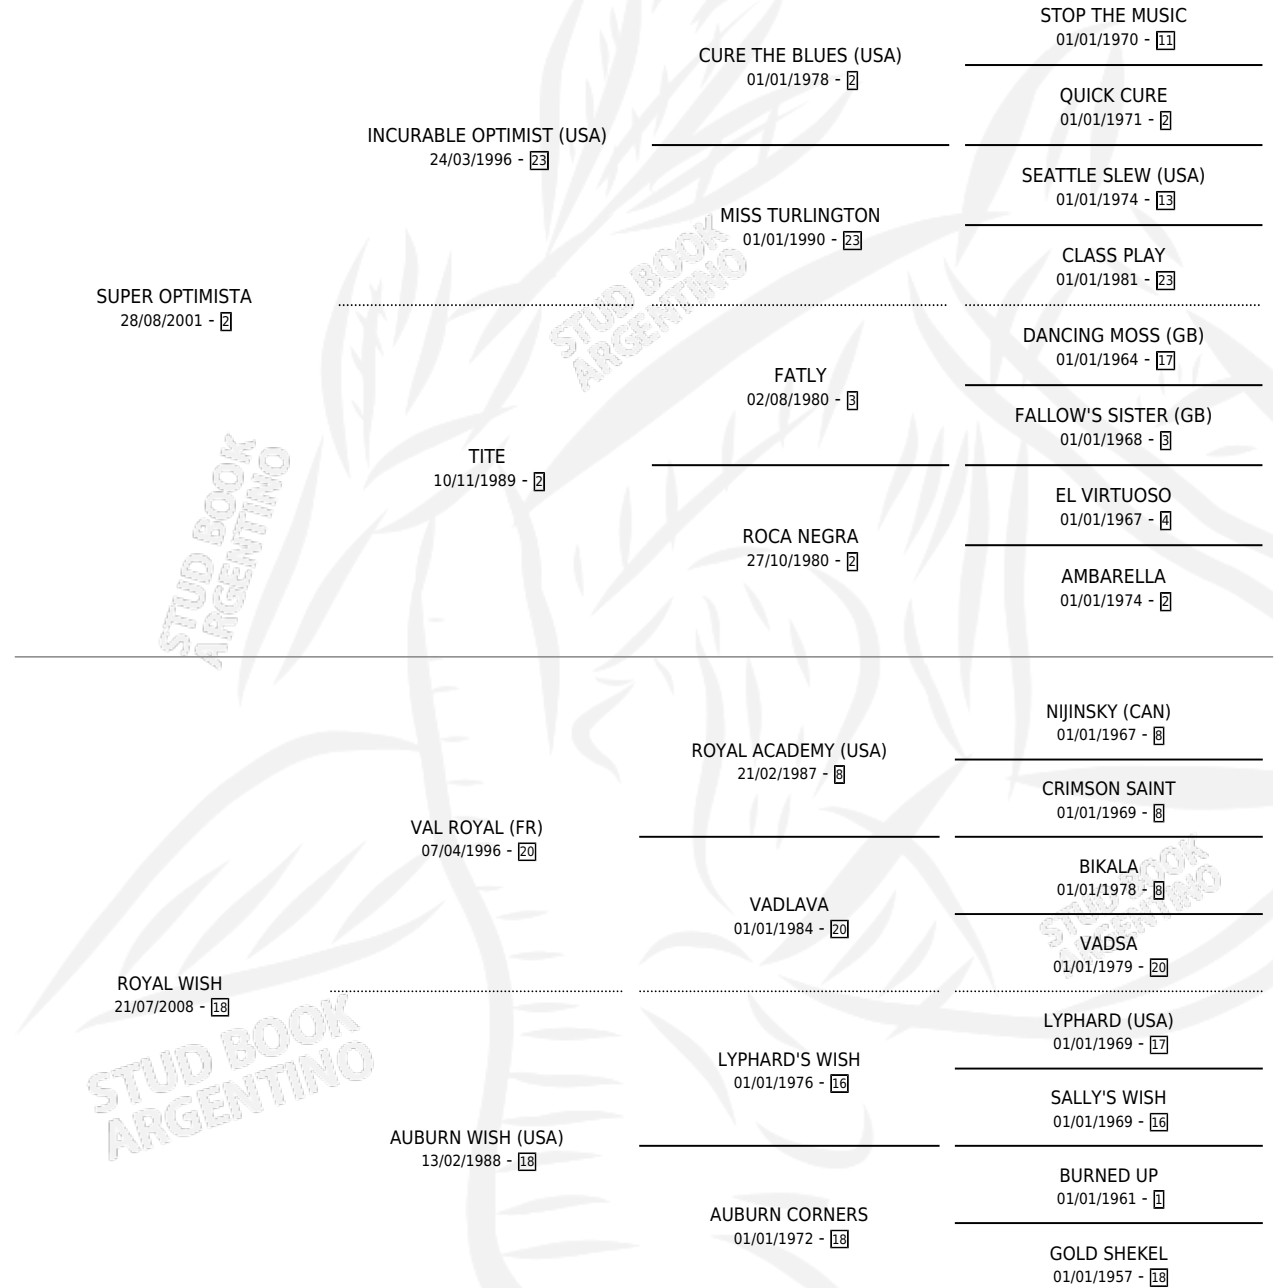 STOP THE MUSIC
01/01/1970 - 11
CURE THE BLUES (USA)
01/01/1978 - 2
QUICK CURE
01/01/1971 - 2
INCURABLE OPTIMIST (USA)
24/03/1996 - 23
SEATTLE SLEW (USA)
01/01/1974 - 13
MISS TURLINGTON
01/01/1990 - 23
CLASS PLAY
01/01/1981 - 23
SUPER OPTIMISTA
28/08/2001 - 2
STUD BOOK
ARGENTINO
DANCING MOSS (GB)
01/01/1964 - 17
FATLY
02/08/1980 - 3
FALLOW'S SISTER (GB)
01/01/1968 - 3
TITE
10/11/1989 - 2
EL VIRTUOSO
01/01/1967 - 4
ROCA NEGRA
27/10/1980 - 2
AMBARELLA
01/01/1974 - 2
STUD BOOK
ARGENTINO
NIJINSKY (CAN)
01/01/1967 - 8
ROYAL ACADEMY (USA)
21/02/1987 - 8
CRIMSON SAINT
01/01/1969 - 8
VAL ROYAL (FR)
07/04/1996 - 20
BIKALA
01/01/1978 - 8
VADLAVA
01/01/1984 - 20
VADSA
01/01/1979 - 20
STUD BOOK
ARGENTINO
ROYAL WISH
21/07/2008 - 18
LYPHARD (USA)
01/01/1969 - 17
LYPHARD'S WISH
01/01/1976 - 16
SALLY'S WISH
01/01/1969 - 16
STUD BOOK
ARGENTINO
AUBURN WISH (USA)
13/02/1988 - 18
BURNED UP
01/01/1961 - 1
AUBURN CORNERS
01/01/1972 - 18
GOLD SHEKEL
01/01/1957 - 18